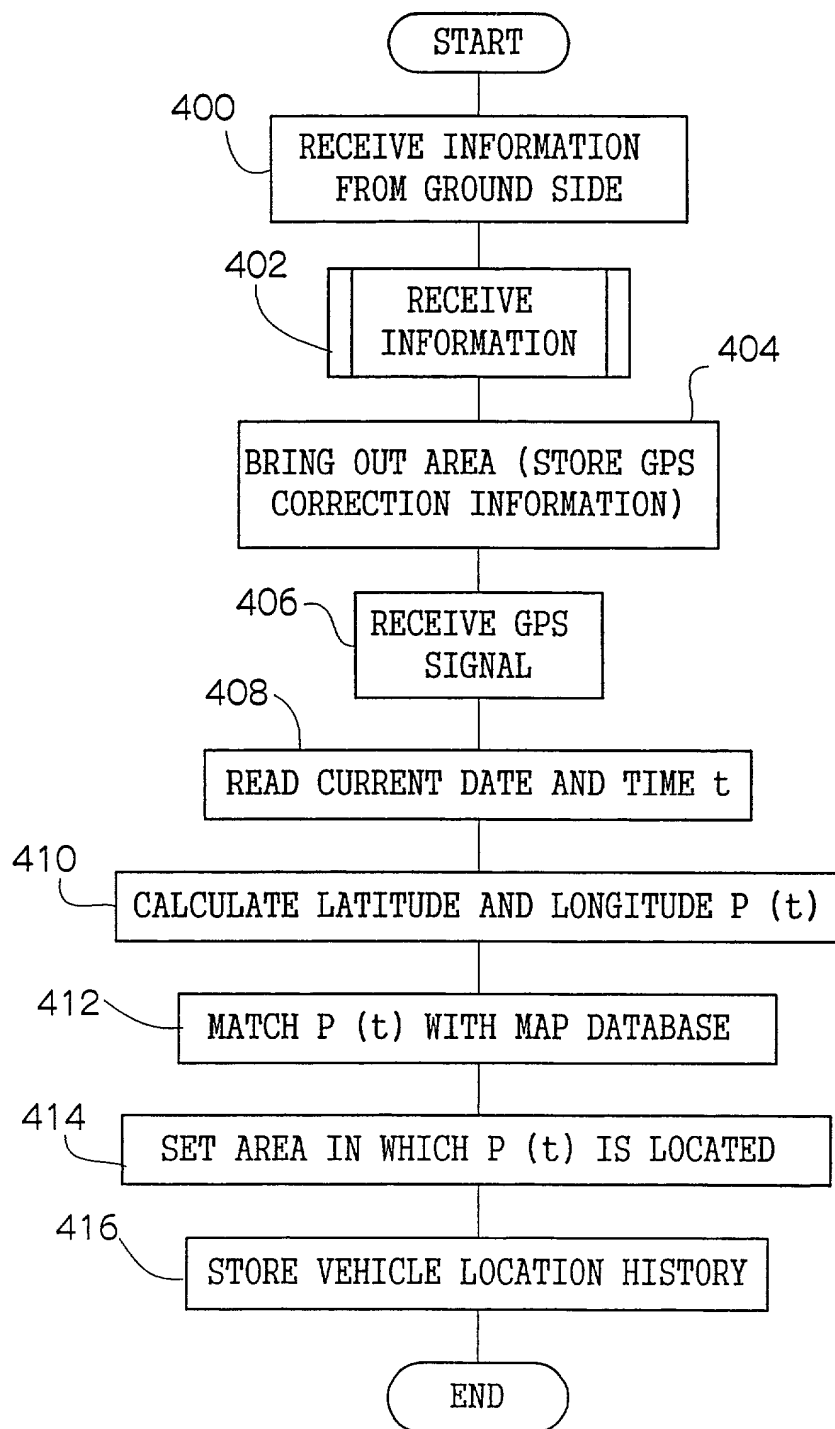 START
400
RECEIVE INFORMATION
FROM GROUND SIDE
402
RECEIVE
INFORMATION
404
BRING OUT AREA (STORE GPS
CORRECTION INFORMATION)
406
RECEIVE GPS
SIGNAL
408
READ CURRENT DATE AND TIME t
410
CALCULATE LATITUDE AND LONGITUDE P (t)
412
MATCH P (t) WITH MAP DATABASE
414
SET AREA IN WHICH P (t) IS LOCATED
416
STORE VEHICLE LOCATION HISTORY
END